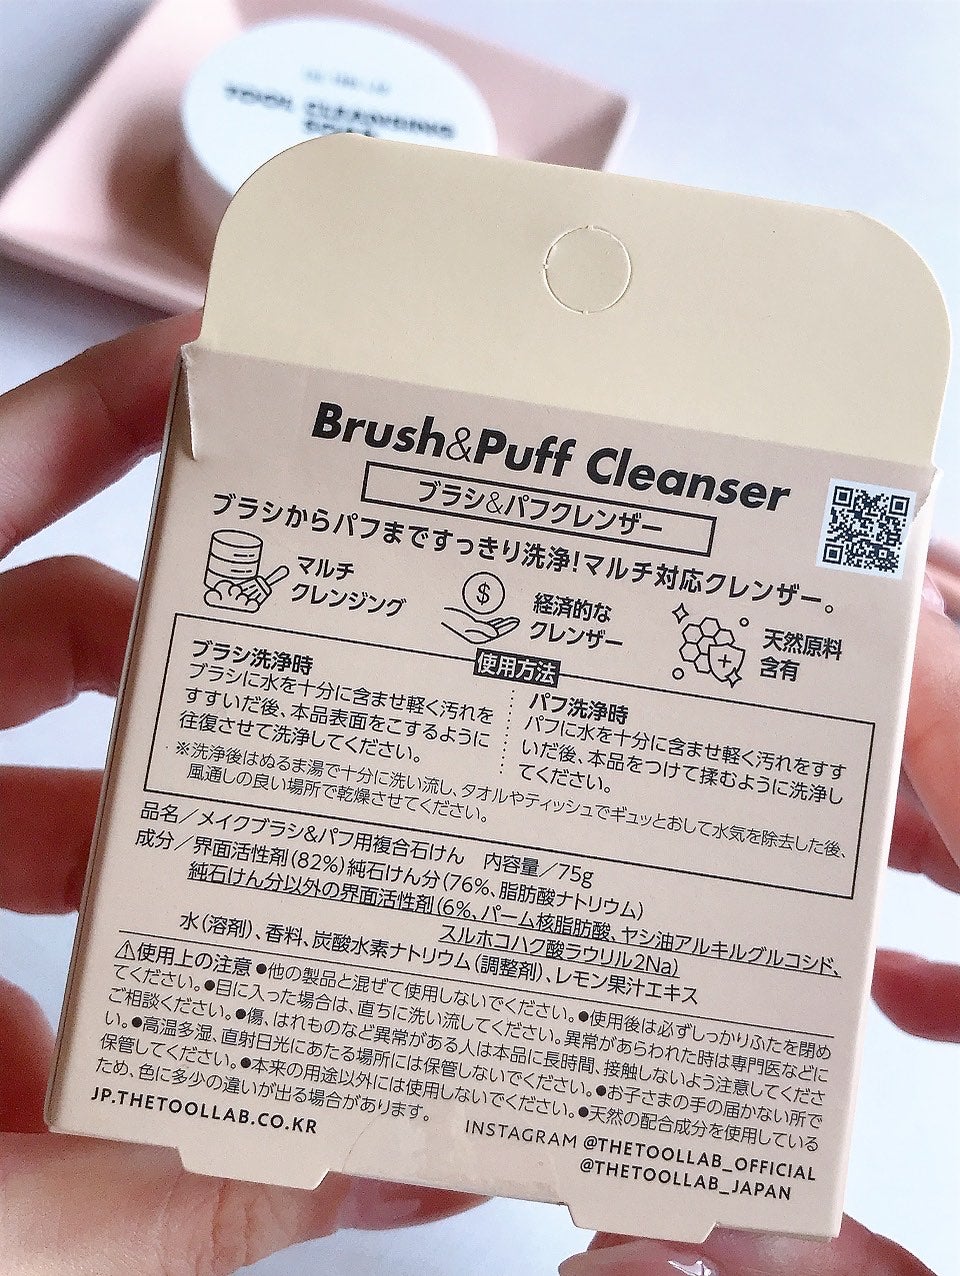 TOOL CLEANSING
SOAP
Brush&Puff Cleanser
ブラシ&パフクレンザー
ブラシからパフまですっきり洗浄!マルチ対応クレンザー。
マルチ
クレンジング
経済的な
クレンザー
天然原料
含有
使用方法
ブラシ洗浄時
ブラシに水を十分に含ませ軽く汚れを
すすいだ後、本品表面をこするように
往復させて洗浄してください。
パフ洗浄時
パフに水を十分に含ませ軽く汚れをすす
いだ後、本品をつけて揉むように洗浄し
てください。
※洗浄後はぬるま湯で十分に洗い流し、タオルやティッシュでギュッとおして水気を除去した後、
風通しの良い場所で乾燥させてください。
品名／メイクブラシ&パフ用複合石けん 内容量／75g
成分／界面活性剤(82%)純石けん分(76%、脂肪酸ナトリウム)
純石けん分以外の界面活性剤(6%、パーム核脂肪酸、ヤシ油アルキルグルコシド、
スルホコハク酸ラウリル2Na)
水(溶剤)、香料、炭酸水素ナトリウム(調整剤)、レモン果汁エキス
⚠使用上の注意 ●他の製品と混ぜて使用しないでください。●使用後は必ずしっかりふたを閉め
てください。●目に入った場合は、直ちに洗い流してください。異常があらわれた時は専門医などに
ご相談ください。●傷、はれものなど異常がある人は本品に長時間、接触しないよう注意してくださ
い。●高温多湿、直射日光にあたる場所には保管しないでください。●お子さまの手の届かない所で
保管してください。●本来の用途以外には使用しないでください。●天然の配合成分を使用している
ため、色に多少の違いが出る場合があります。
JP.THETOOLLAB.CO.KR
INSTAGRAM @THETOOLLAB_OFFICIAL
@THETOOLLAB_JAPAN